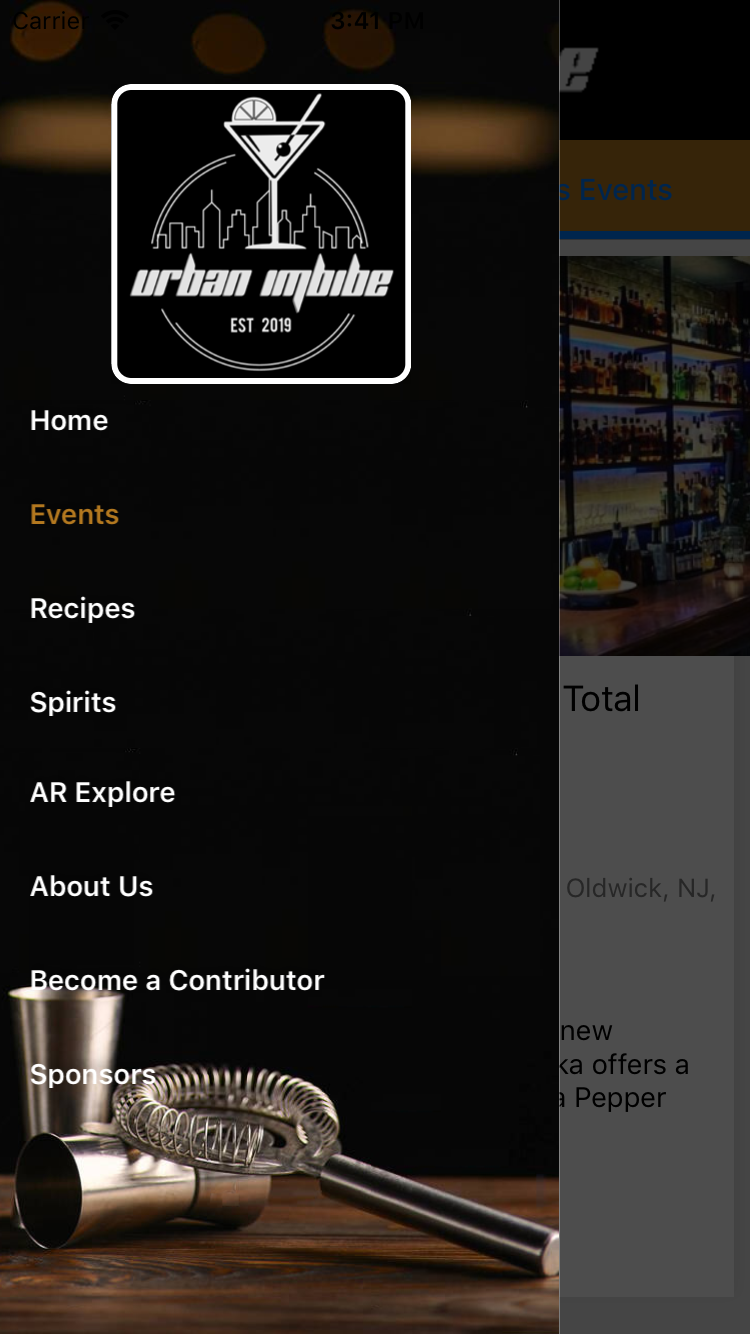 Carrier 3:41 PM
urban imbibe
EST 2019
Home
Events
Recipes
Spirits
AR Explore
About Us
Become a Contributor
Sponsors
e
s Events
Total
Oldwick, NJ,
new
ka offers a
a Pepper